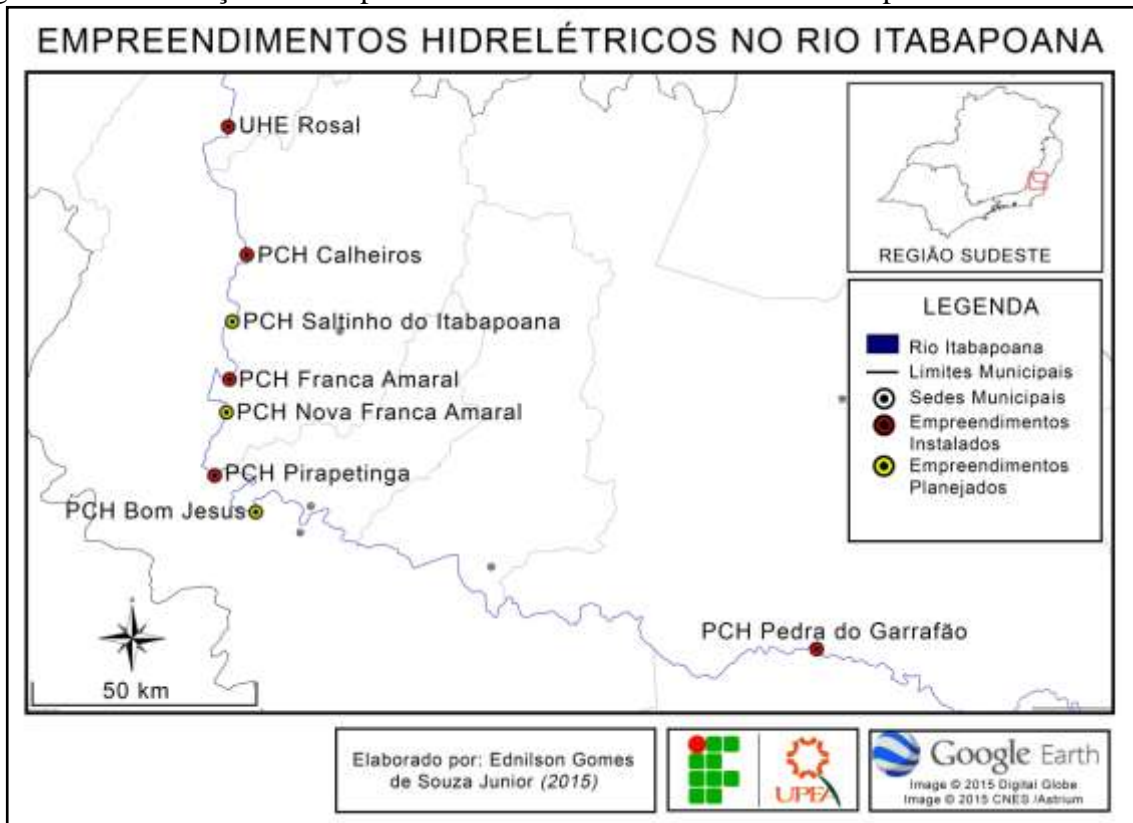 EMPREENDIMENTOS HIDRELÉTRICOS NO RIO ITABAPOANA
UHE Rosal
PCH Calheiros
PCH Saltinho do Itabapoana
PCH Franca Amaral
PCH Nova Franca Amaral
PCH Pirapetinga
PCH Bom Jesus
PCH Pedra do Garrafão
50 km
REGIÃO SUDESTE
LEGENDA
Rio Itabapoana
Limites Municipais
Sedes Municipais
Empreendimentos
Instalados
Empreendimentos
Planejados
Elaborado por: Ednilson Gomes
de Souza Junior (2015)
Google Earth
Image © 2015 Digital Globe
Image © 2015 CNES /Astrium